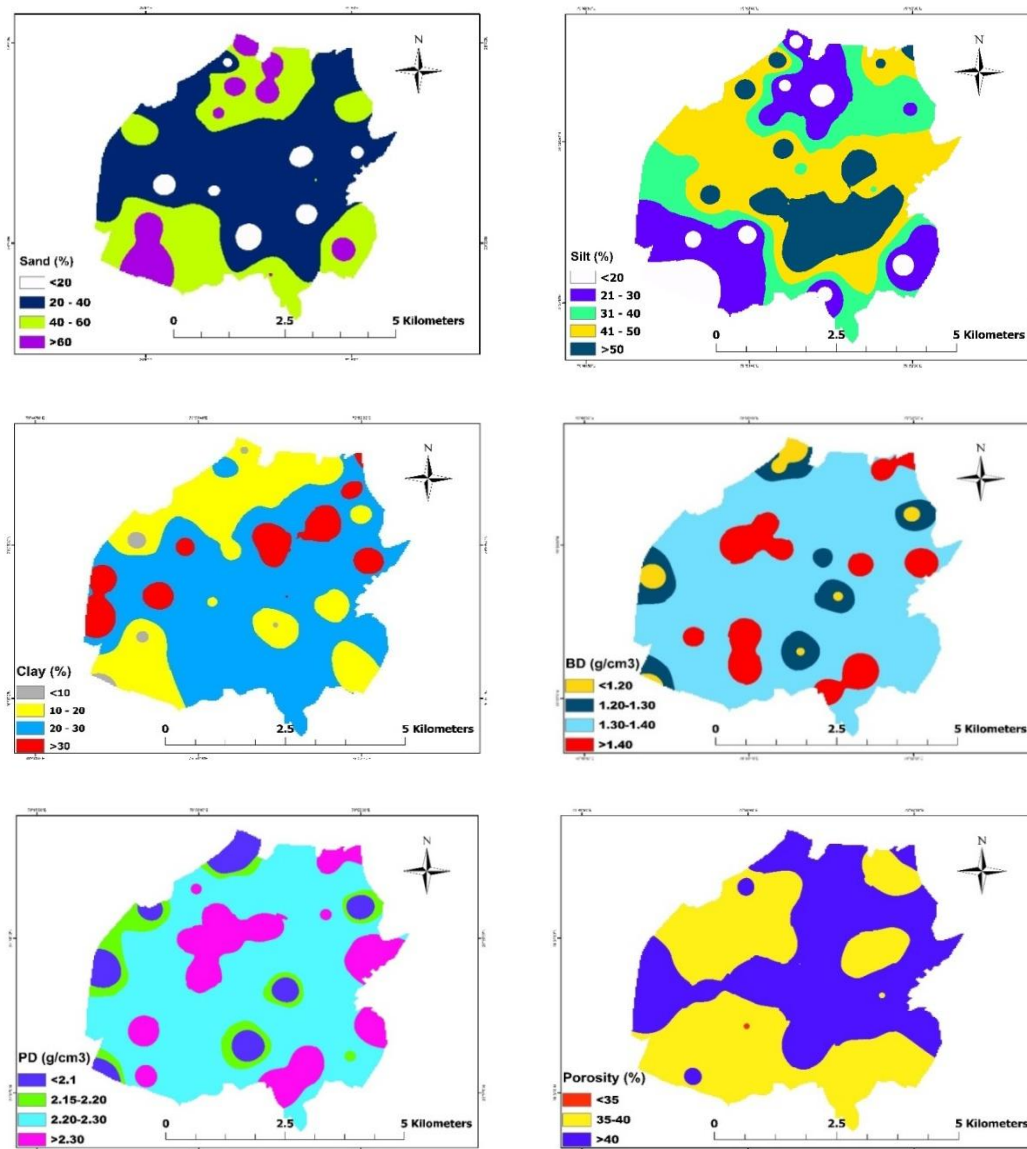 N
Sand (%)
<20
20 - 40
40 - 60
>60
0 2.5 5 Kilometers
N
Silt (%)
<20
21 - 30
31 - 40
41 - 50
>50
0 2.5 5 Kilometers
N
Clay (%)
<10
10 - 20
20 - 30
>30
0 2.5 5 Kilometers
N
BD (g/cm3)
<1.20
1.20-1.30
1.30-1.40
>1.40
0 2.5 5 Kilometers
N
PD (g/cm3)
<2.1
2.15-2.20
2.20-2.30
>2.30
0 2.5 5 Kilometers
N
Porosity (%)
<35
35-40
>40
0 2.5 5 Kilometers